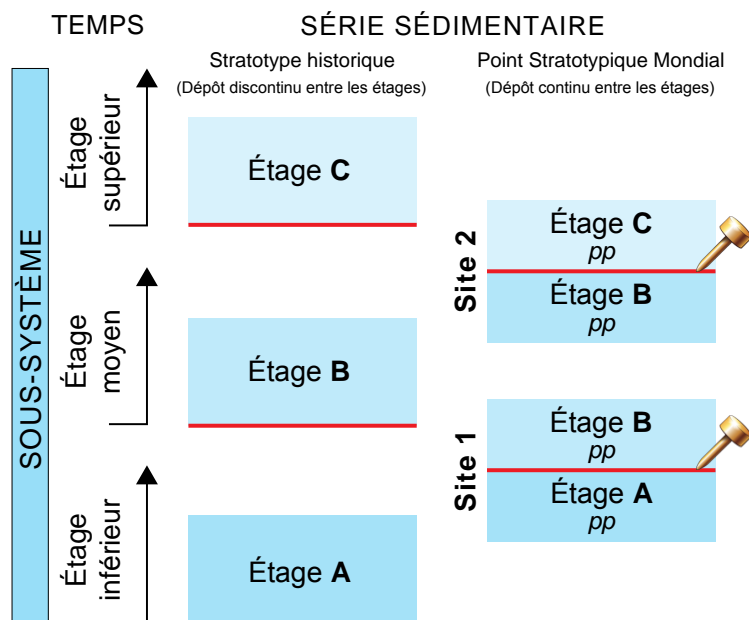 TEMPS
SÉRIE SÉDIMENTAIRE
Stratotype historique
(Dépôt discontinu entre les étages)
Point Stratotypique Mondial
(Dépôt continu entre les étages)
SOUS-SYSTÈME
Étage
supérieur
Étage
moyen
Étage
inférieur
Étage C
Étage B
Étage A
Site 2
Étage C
pp
Étage B
pp
Site 1
Étage B
pp
Étage A
pp